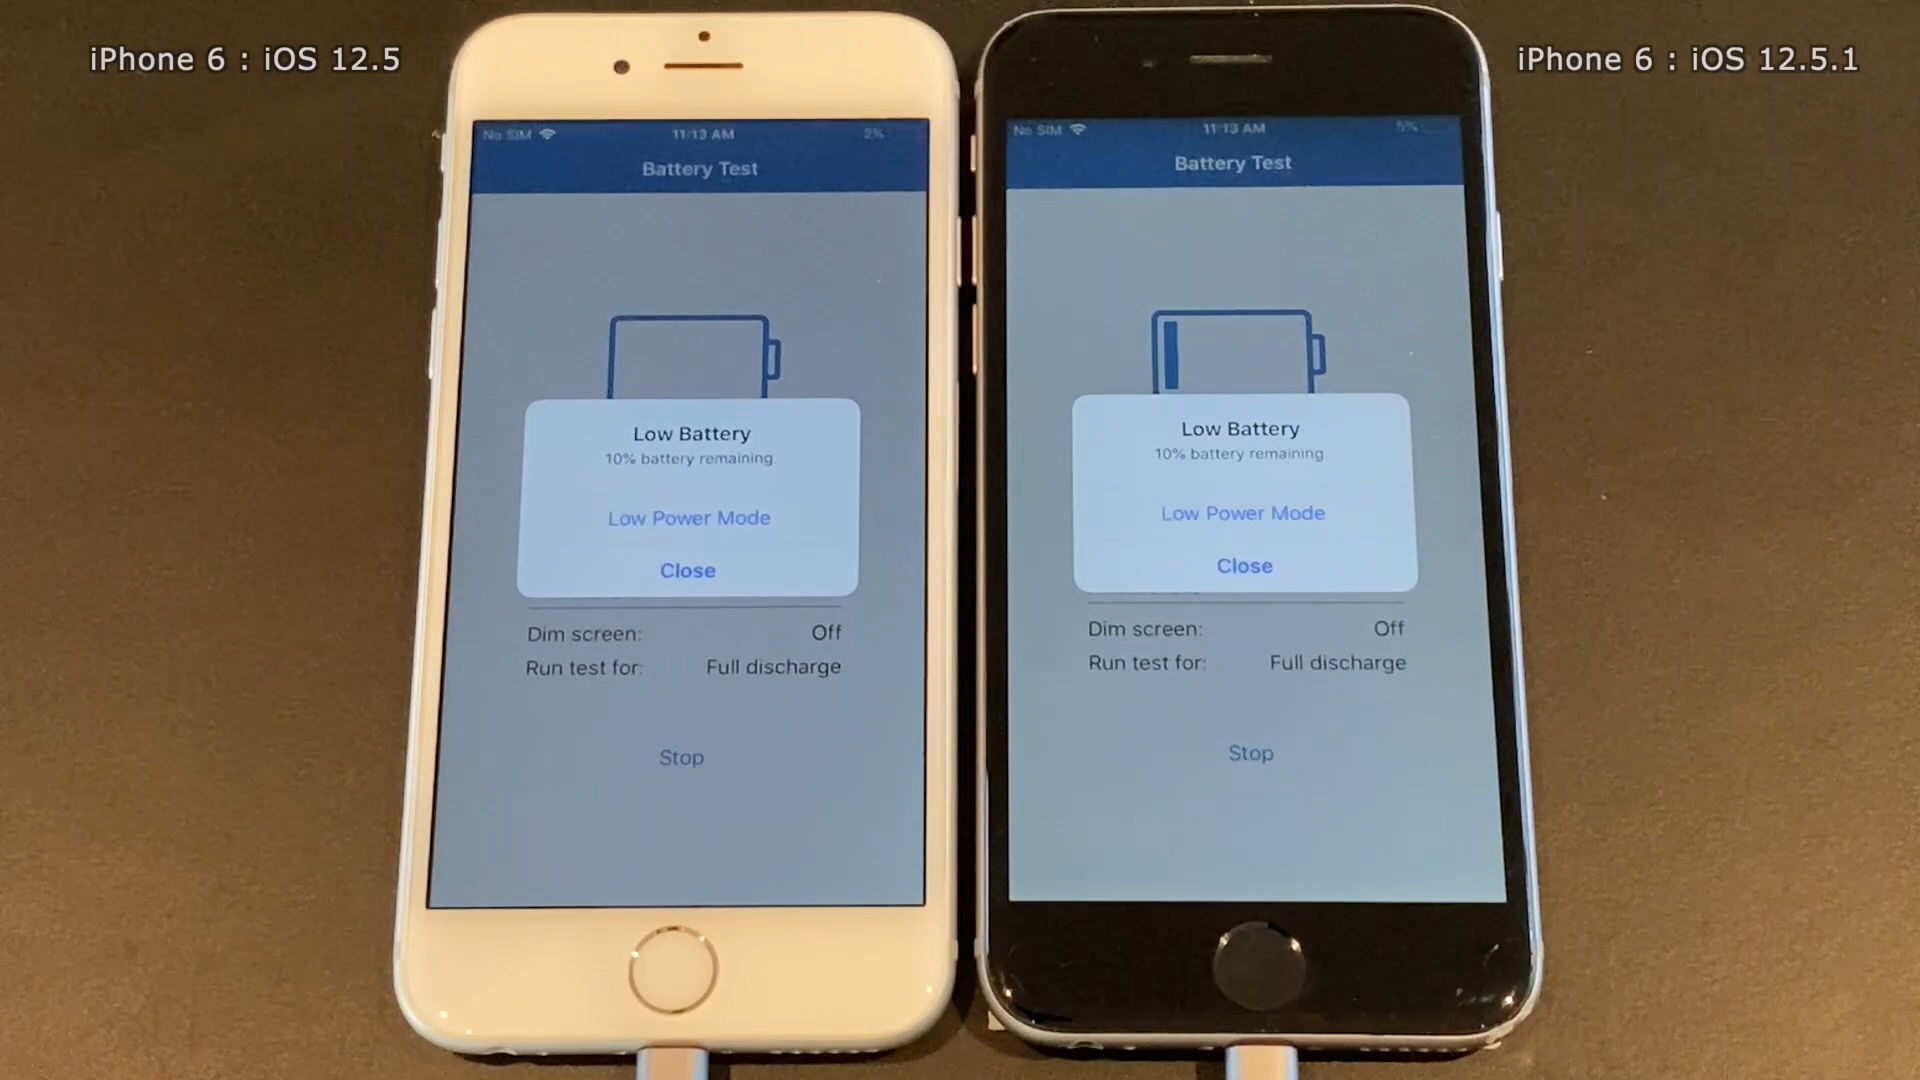 iPhone 6 : iOS 12.5
iPhone 6 : iOS 12.5.1
No SIM 11:13 AM 2%
Battery Test
Low Battery
10% battery remaining.
Low Power Mode
Close
Dim screen: Off
Run test for: Full discharge
Stop
No SIM 11:13 AM 5%
Battery Test
Low Battery
10% battery remaining
Low Power Mode
Close
Dim screen: Off
Run test for: Full discharge
Stop